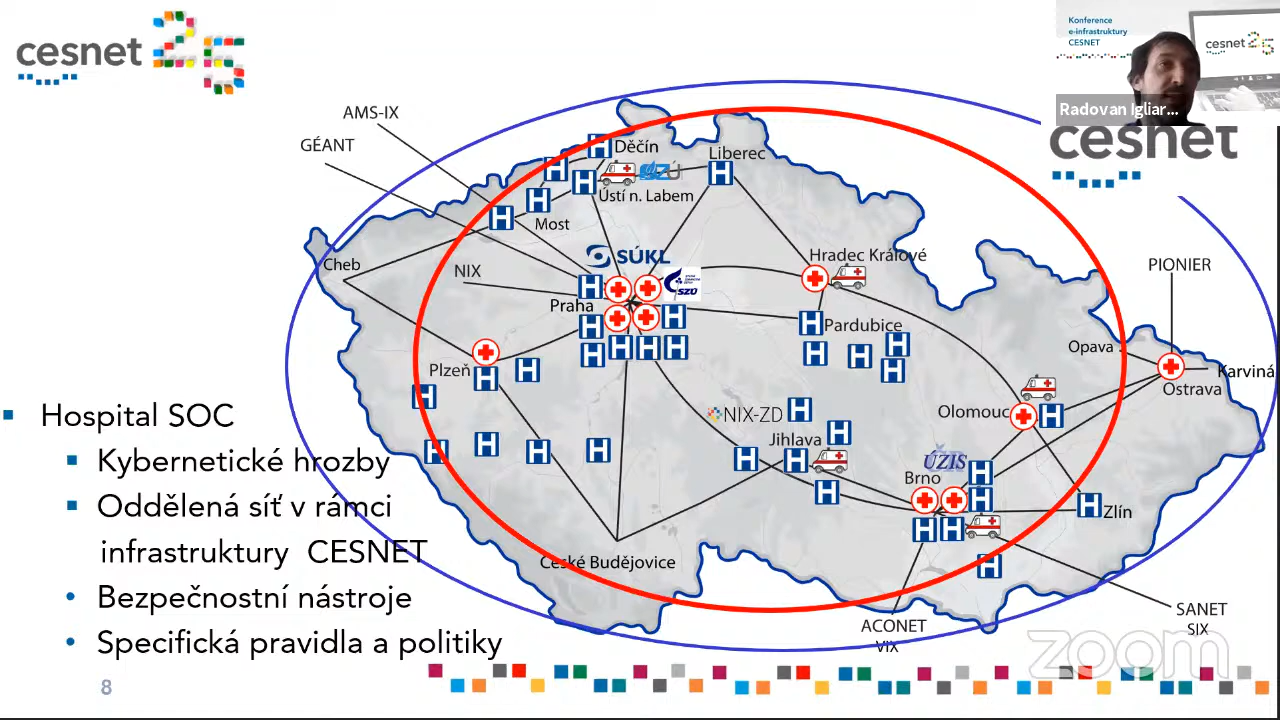 cesnet 25
Konference
e-infrastruktury
CESNET
cesnet 25
Radovan Igliar...
cesnet
AMS-IX
GÉANT
Děčín
Liberec
Ústí n. Labem
Most
SÚKL
Hradec Králové
Cheb
NIX
SZÚ
PIONIER
Praha
Pardubice
Opava
Karviná
Plzeň
Ostrava
NIX-ZD
Olomouc
Jihlava
ÚZIS
Brno
Zlín
České Budějovice
SANET
SIX
ACONET
VIX
Hospital SOC
Kybernetické hrozby
Oddělená síť v rámci
infrastruktury CESNET
Bezpečnostní nástroje
Specifická pravidla a politiky
zoom
8